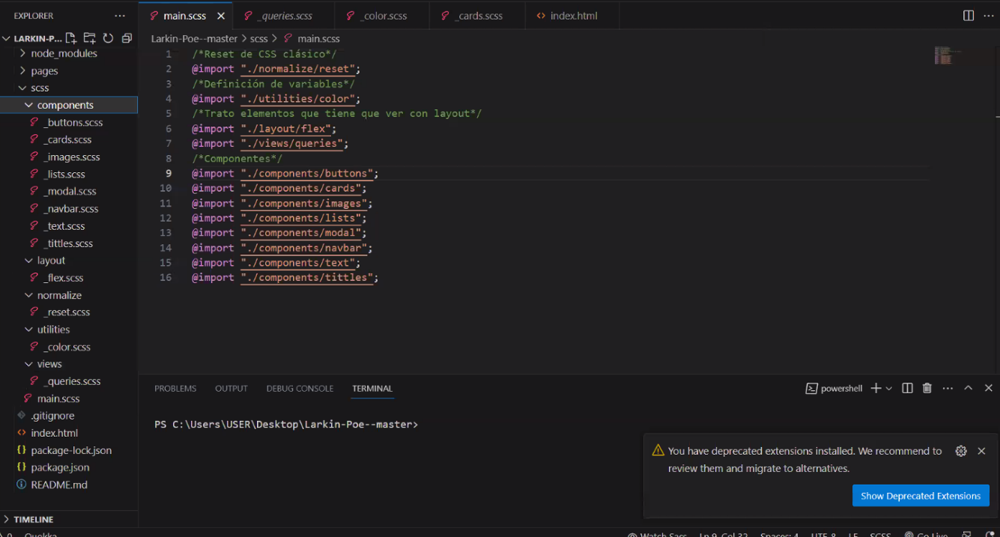 EXPLORER ...
LARKIN-P...
node_modules
pages
scss
components
_buttons.scss
_cards.scss
_images.scss
_lists.scss
_modal.scss
_navbar.scss
_text.scss
_tittles.scss
layout
_flex.scss
normalize
_reset.scss
utilities
_color.scss
views
_queries.scss
main.scss
.gitignore
index.html
package-lock.json
package.json
README.md
TIMELINE
main.scss _queries.scss _color.scss _cards.scss index.html
Larkin-Poe--master > scss > main.scss
1 /*Reset de CSS clásico*/
2 @import "./normalize/reset";
3 /*Definición de variables*/
4 @import "./utilities/color";
5 /*Trato elementos que tiene que ver con layout*/
6 @import "./layout/flex";
7 @import "./views/queries";
8 /*Componentes*/
9 @import "./components/buttons";
10 @import "./components/cards";
11 @import "./components/images";
12 @import "./components/lists";
13 @import "./components/modal";
14 @import "./components/navbar";
15 @import "./components/text";
16 @import "./components/tittles";
PROBLEMS OUTPUT DEBUG CONSOLE TERMINAL powershell
PS C:\Users\USER\Desktop\Larkin-Poe--master>
You have deprecated extensions installed. We recommend to
review them and migrate to alternatives.
Show Deprecated Extensions
0 Quokka Watch Sass Ln 9, Col 32 Spaces: 4 UTF-8 LF SCSS Go Live